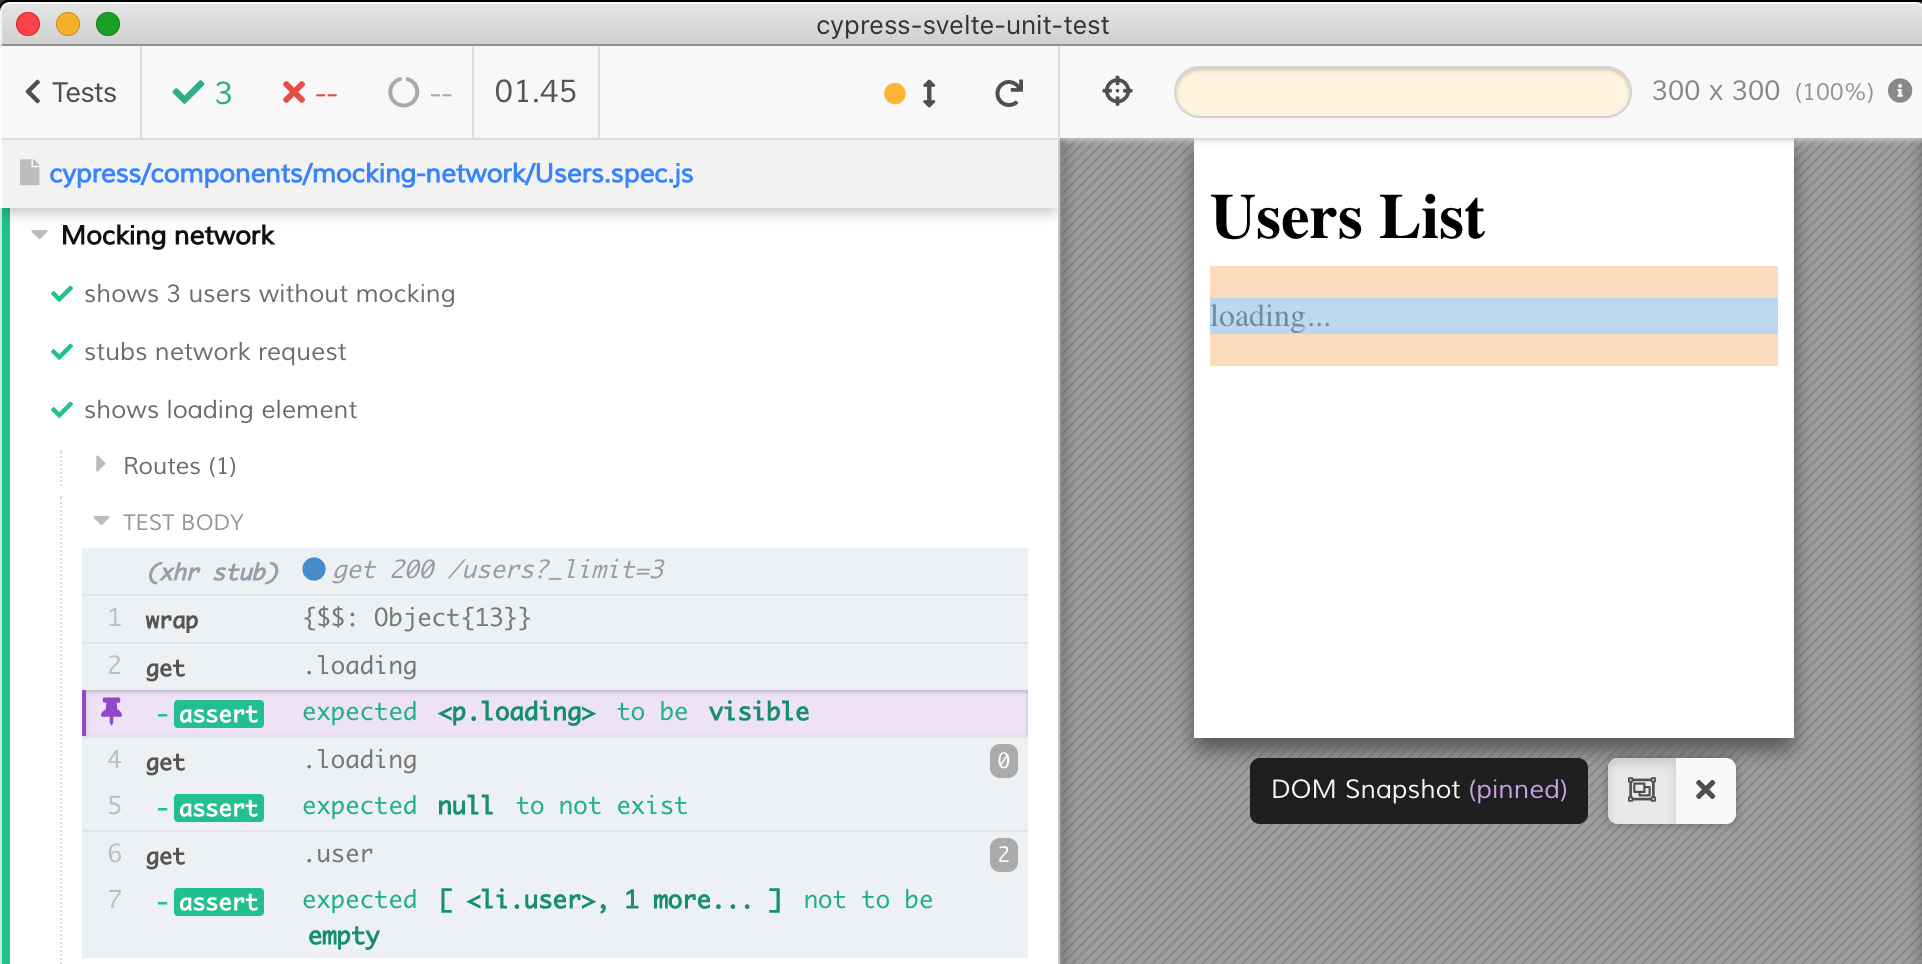 cypress-svelte-unit-test
Tests 3 -- -- 01.45
300 x 300 (100%)
cypress/components/mocking-network/Users.spec.js
Mocking network
shows 3 users without mocking
stubs network request
shows loading element
Routes (1)
TEST BODY
(xhr stub) get 200 /users?_limit=3
1 wrap {$$: Object{13}}
2 get .loading
-assert expected <p.loading> to be visible
4 get .loading 0
5 -assert expected null to not exist
6 get .user 2
7 -assert expected [ <li.user>, 1 more... ] not to be
empty
Users List
loading...
DOM Snapshot (pinned)